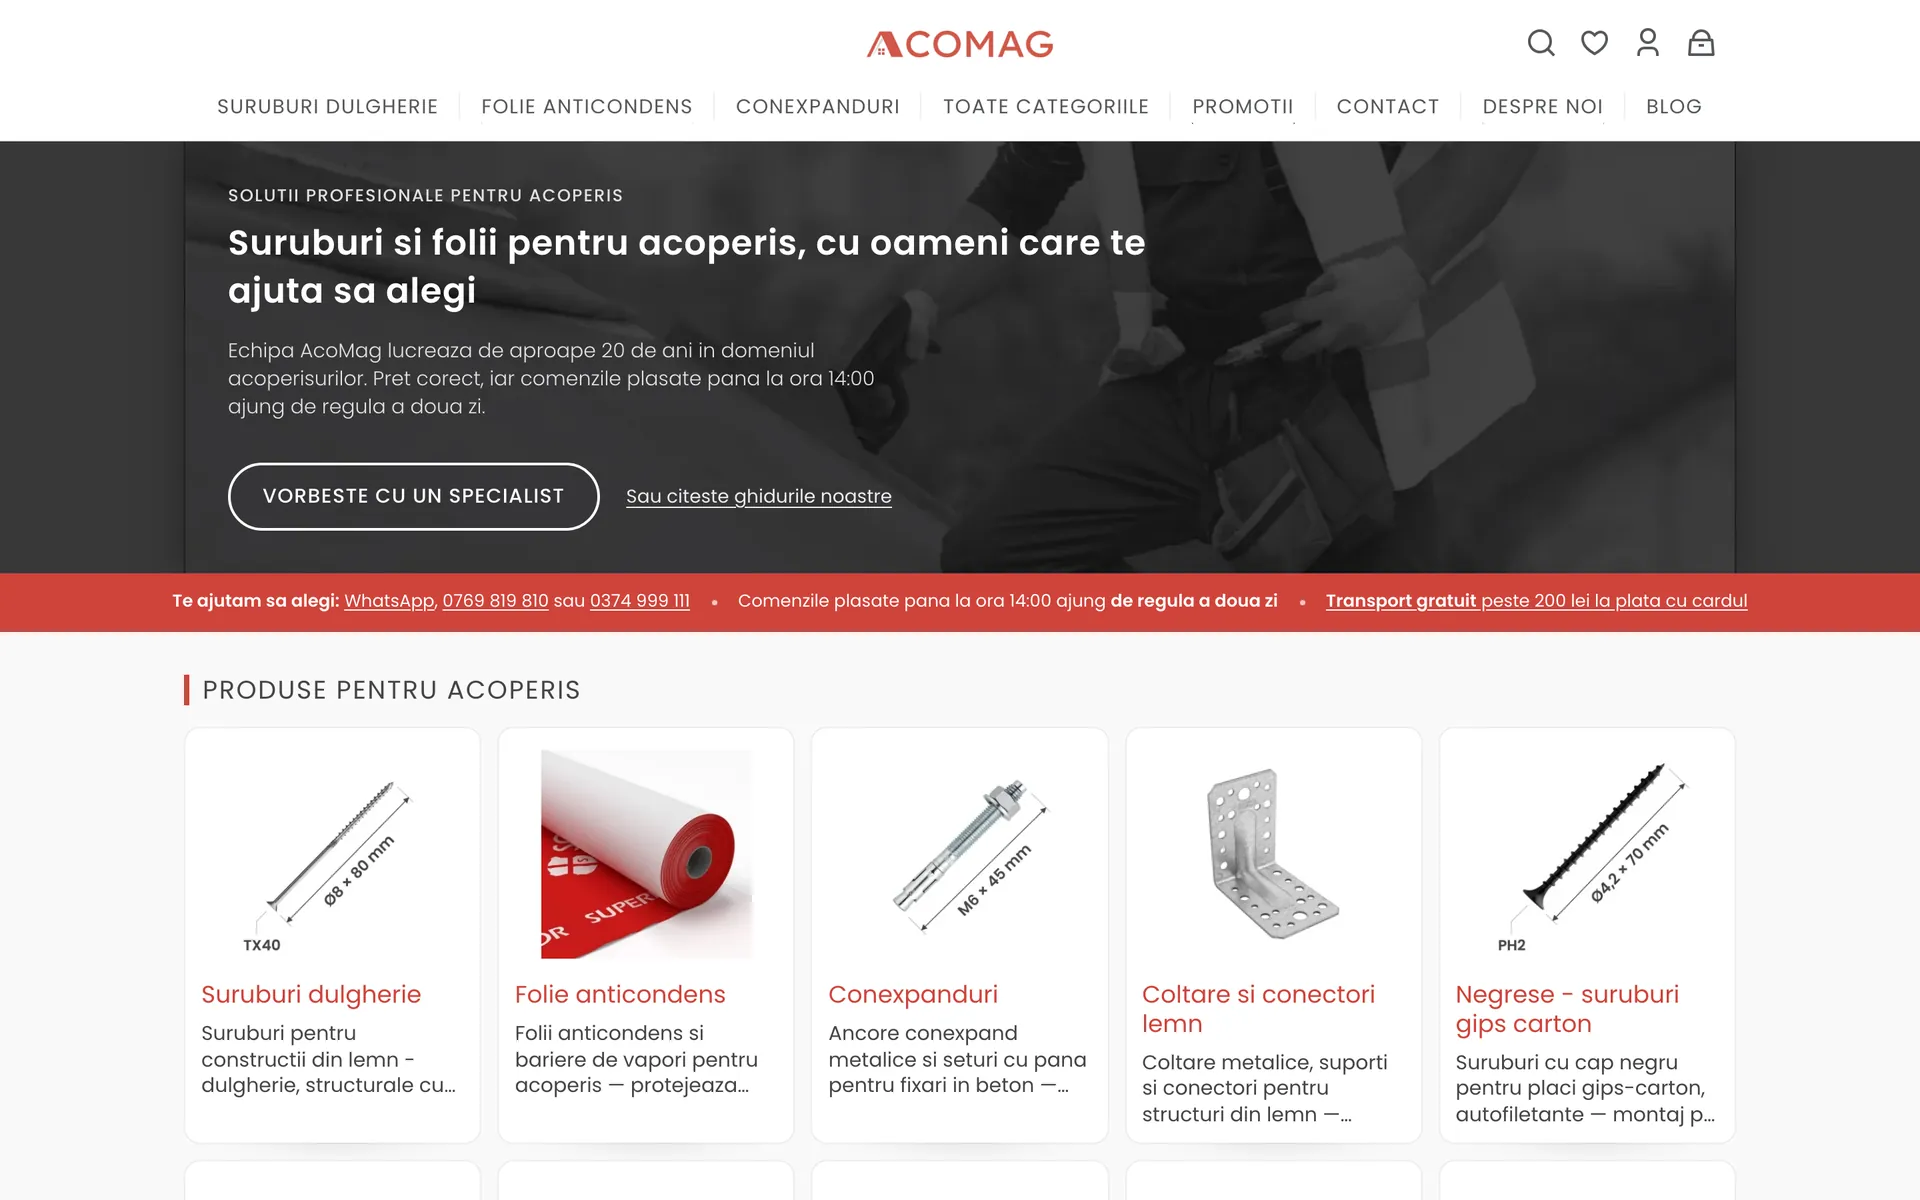 ACOMAG
SURUBURI DULGHERIE
FOLIE ANTICONDENS
CONEXPANDURI
TOATE CATEGORIILE
PROMOTII
CONTACT
DESPRE NOI
BLOG
SOLUTII PROFESIONALE PENTRU ACOPERIS
Suruburi si folii pentru acoperis, cu oameni care te
ajuta sa alegi
Echipa AcoMag lucreaza de aproape 20 de ani in domeniul
acoperisurilor. Pret corect, iar comenzile plasate pana la ora 14:00
ajung de regula a doua zi.
VORBESTE CU UN SPECIALIST
Sau citeste ghidurile noastre
Te ajutam sa alegi: WhatsApp, 0769 819 810 sau 0374 999 111 • Comenzile plasate pana la ora 14:00 ajung de regula a doua zi • Transport gratuit peste 200 lei la plata cu cardul
PRODUSE PENTRU ACOPERIS
Ø8 × 80 mm
TX40
SUPER
OR
M6 × 45 mm
Ø4,2 × 70 mm
PH2
Suruburi dulgherie
Suruburi pentru
constructii din lemn -
dulgherie, structurale cu...
Folie anticondens
Folii anticondens si
bariere de vapori pentru
acoperis — protejeaza...
Conexpanduri
Ancore conexpand
metalice si seturi cu pana
pentru fixari in beton —...
Coltare si conectori
lemn
Coltare metalice, suporti
si conectori pentru
structuri din lemn —...
Negrese - suruburi
gips carton
Suruburi cu cap negru
pentru placi gips-carton,
autofiletante — montaj p...